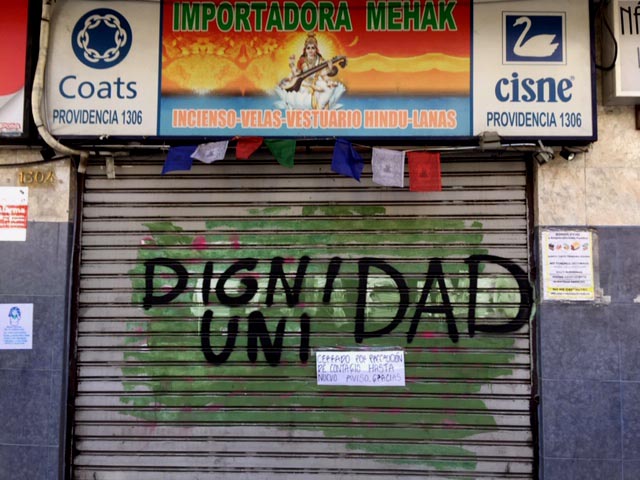 IMPORTADORA MEHAK
Coats
PROVIDENCIA 1306
INCIENSO-VELAS-VESTUARIO HINDU-LANAS
cisne
PROVIDENCIA 1306
1304
Alarma
DIGNIDAD
UNI
CERRADO POR PRECAUCIÓN
DE CONTAGIO HASTA
NUEVO AVISO, GRACIAS